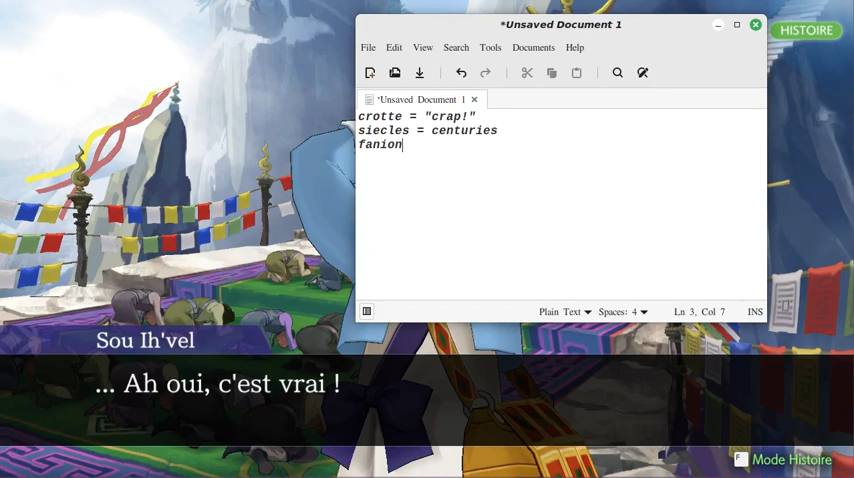 *Unsaved Document 1
HISTOIRE
File Edit View Search Tools Documents Help
*Unsaved Document 1
crotte = "crap!"
siecles = centuries
fanion
Plain Text Spaces: 4 Ln 3, Col 7 INS
Sou Ih'vel
... Ah oui, c'est vrai !
F Mode Histoire